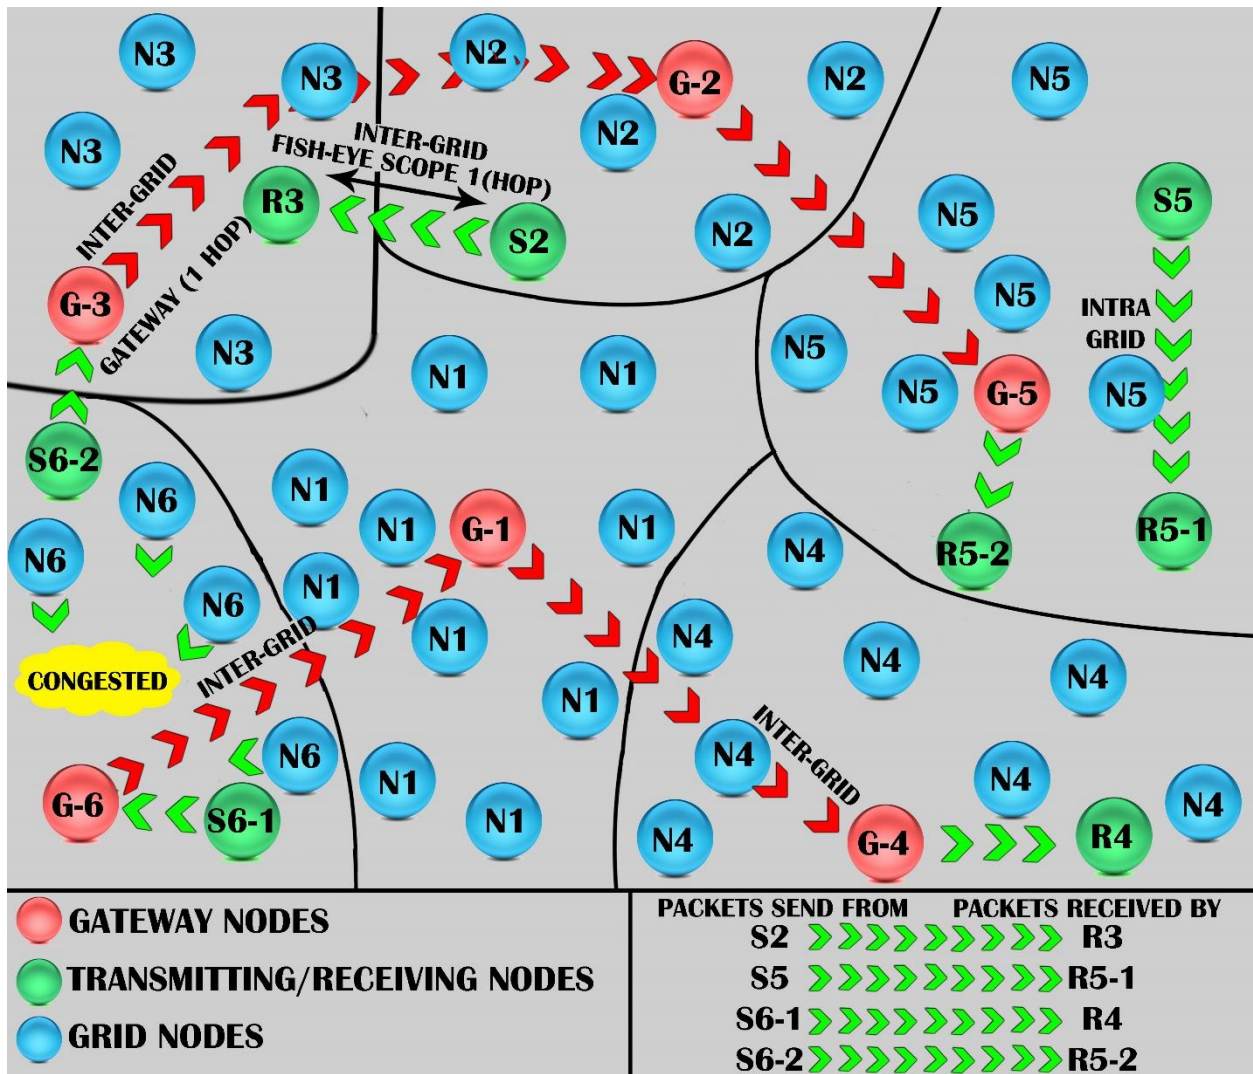 N3
N3
N2
G-2
N2
N5
N3
N2
INTER-GRID
FISH-EYE SCOPE 1(HOP)
INTER-GRID
R3
S2
N2
N5
S5
G-3
GATEWAY (1 HOP)
N5
INTRA
GRID
N3
N1
N1
N5
N5
G-5
N5
S6-2
N6
N1
N1
G-1
N1
N4
R5-2
R5-1
N6
N6
N1
N1
INTER-GRID
N4
N4
N4
CONGESTED
N1
N6
N4
INTER-GRID
N4
N4
G-6
S6-1
N1
N1
N4
G-4
R4
GATEWAY NODES
TRANSMITTING/RECEIVING NODES
GRID NODES
PACKETS SEND FROM PACKETS RECEIVED BY
S2 R3
S5 R5-1
S6-1 R4
S6-2 R5-2